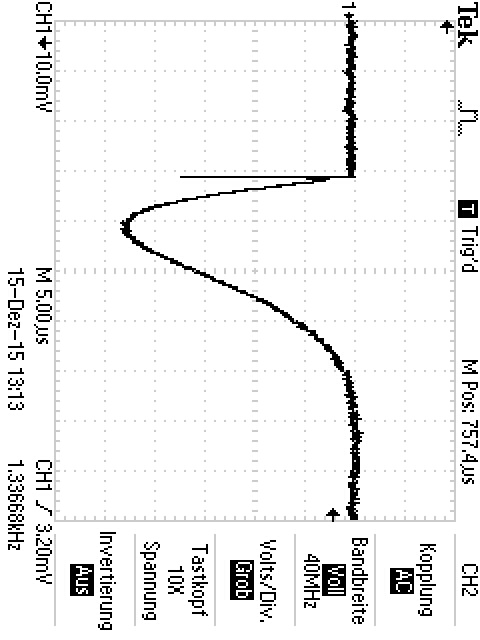 Tek
T Trig'd
M Pos: 757.4µs
CH2
Kopplung
AC
Bandbreite
Voll
40MHz
Volts/Div.
Grob
Tastkopf
10X
Spannung
Invertierung
Aus
1
CH1 10.0mV
M 5.00µs
CH1 / 3.20mV
15-Dez-15 13:13
1.33668kHz